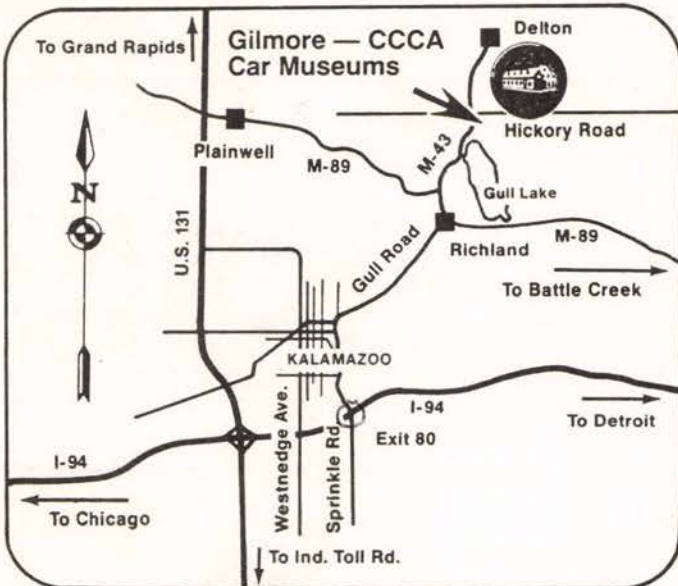 To Grand Rapids
Gilmore — CCCA
Car Museums
Delton
Hickory Road
Plainwell
M-89
M-43
Gull Lake
N
U.S. 131
Gull Road
Richland
M-89
To Battle Creek
KALAMAZOO
Westnedge Ave.
Sprinkle Rd.
I-94
Exit 80
To Detroit
I-94
To Chicago
To Ind. Toll Rd.